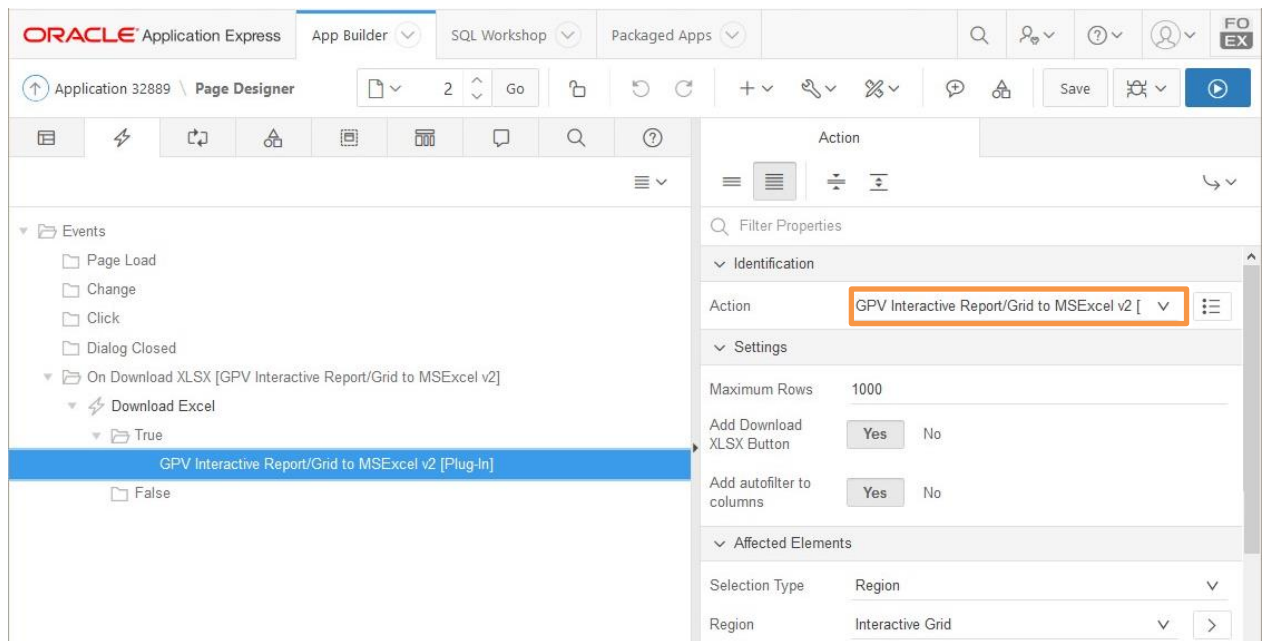 ORACLE Application Express App Builder SQL Workshop Packaged Apps FO EX
Application 32889 \ Page Designer 2 Go Save
Action
Filter Properties
Events
Page Load
Change
Click
Dialog Closed
On Download XLSX [GPV Interactive Report/Grid to MSExcel v2]
Download Excel
True
GPV Interactive Report/Grid to MSExcel v2 [Plug-In]
False
Identification
Action GPV Interactive Report/Grid to MSExcel v2 [
Settings
Maximum Rows 1000
Add Download
XLSX Button Yes No
Add autofilter to
columns Yes No
Affected Elements
Selection Type Region
Region Interactive Grid